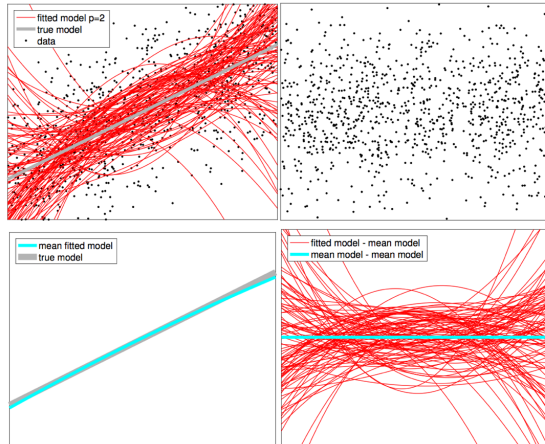 fitted model p=2
true model
data
mean fitted model
true model
fitted model - mean model
mean model - mean model